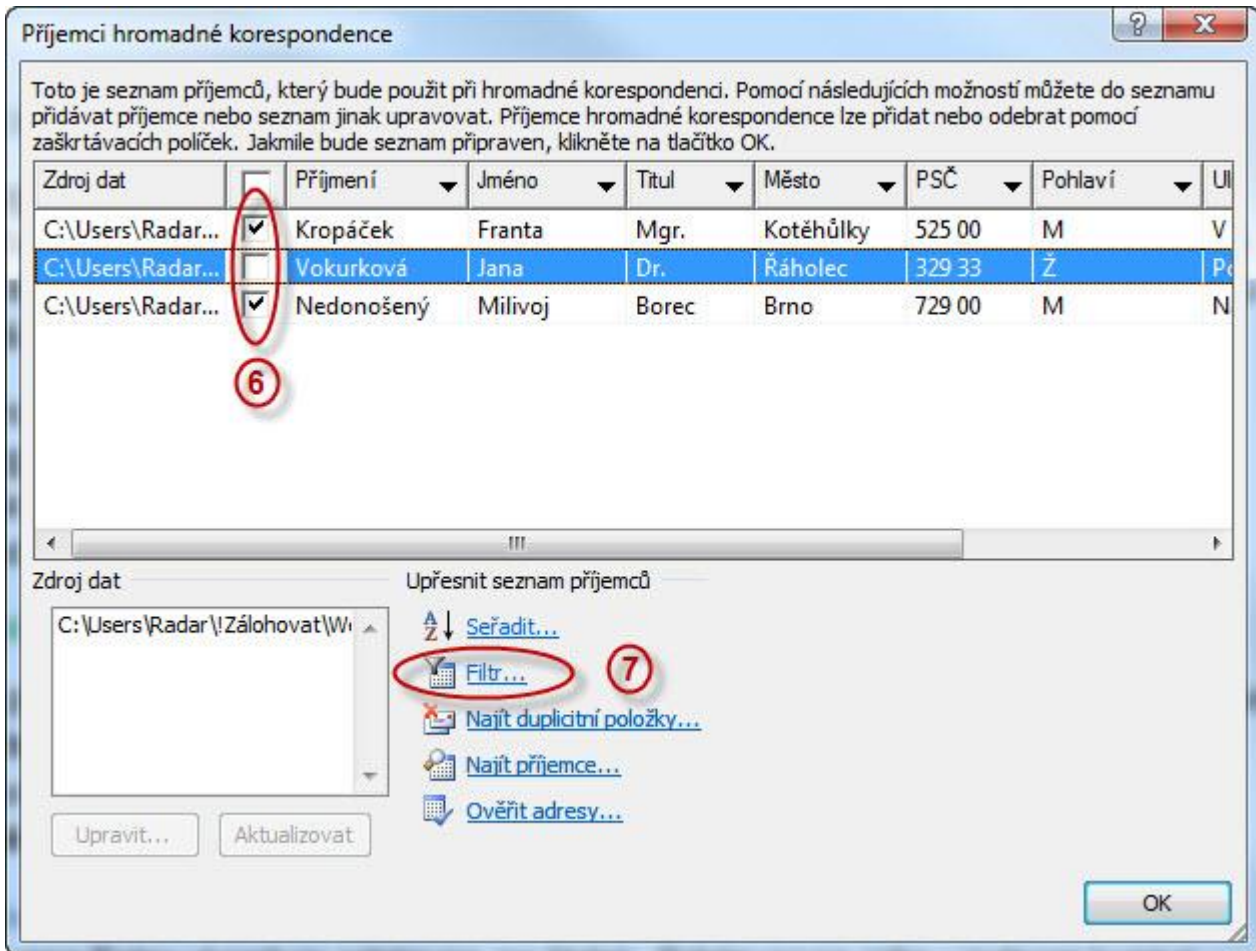 Příjemci hromadné korespondence
Toto je seznam příjemců, který bude použit při hromadné korespondenci. Pomocí následujících možností můžete do seznamu
přidávat příjemce nebo seznam jinak upravovat. Příjemce hromadné korespondence lze přidat nebo odebrat pomocí
zaškrtávacích políček. Jakmile bude seznam připraven, klikněte na tlačítko OK.
Zdroj dat Příjmení Jméno Titul Město PSČ Pohlaví Ul
C:\Users\Radar... Kropáček Franta Mgr. Kotěhůlky 525 00 M V
C:\Users\Radar... Vokurková Jana Dr. Řáholec 329 33 Ž Po
C:\Users\Radar... Nedonošený Milivoj Borec Brno 729 00 M N
6
Zdroj dat Upřesnit seznam příjemců
C:\Users\Radar\!Zálohovat\W
Seřadit...
Filtr... 7
Najít duplicitní položky...
Najít příjemce...
Ověřit adresy...
Upravit... Aktualizovat
OK